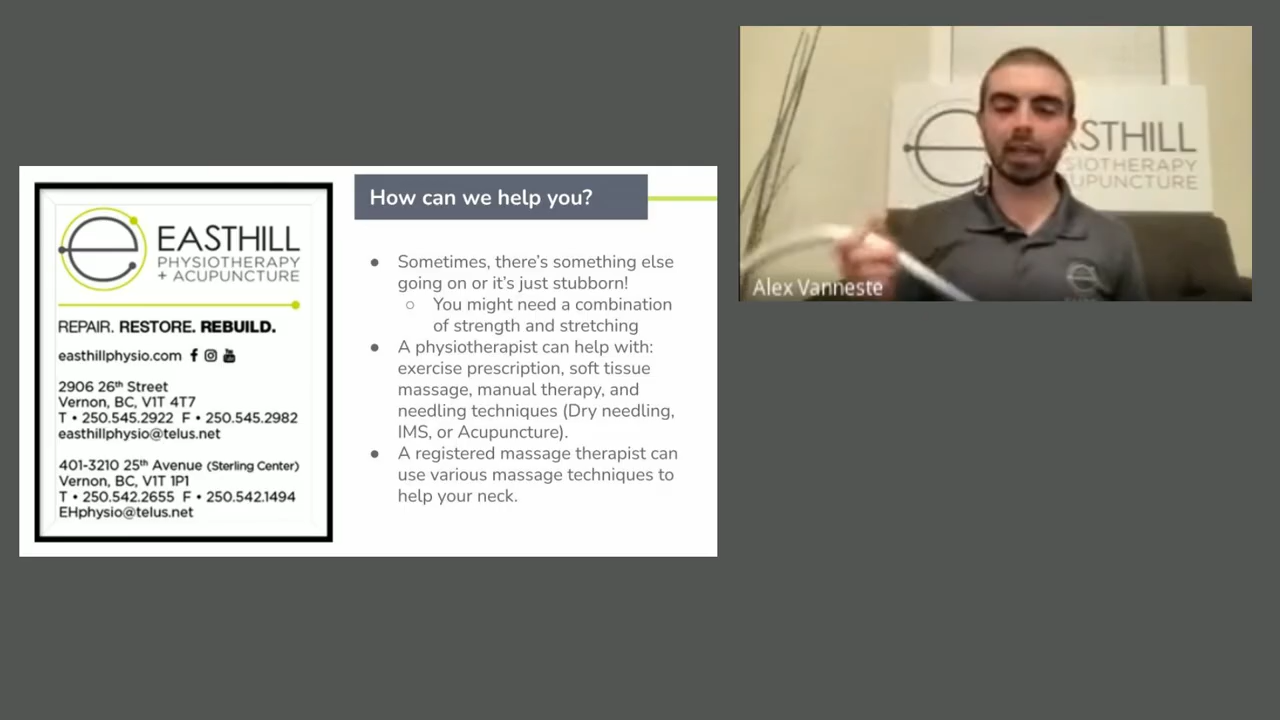 EASTHILL
PHYSIOTHERAPY
+ ACUPUNCTURE
REPAIR. RESTORE. REBUILD.
easthillphysio.com
2906 26th Street
Vernon, BC, V1T 4T7
T • 250.545.2922 F • 250.545.2982
easthillphysio@telus.net
401-3210 25th Avenue (Sterling Center)
Vernon, BC, V1T 1P1
T • 250.542.2655 F • 250.542.1494
EHphysio@telus.net
How can we help you?
● Sometimes, there's something else
going on or it's just stubborn!
○ You might need a combination
of strength and stretching
● A physiotherapist can help with:
exercise prescription, soft tissue
massage, manual therapy, and
needling techniques (Dry needling,
IMS, or Acupuncture).
● A registered massage therapist can
use various massage techniques to
help your neck.
STHILL
SIOTHERAPY
UPUNCTURE
Alex Vanneste